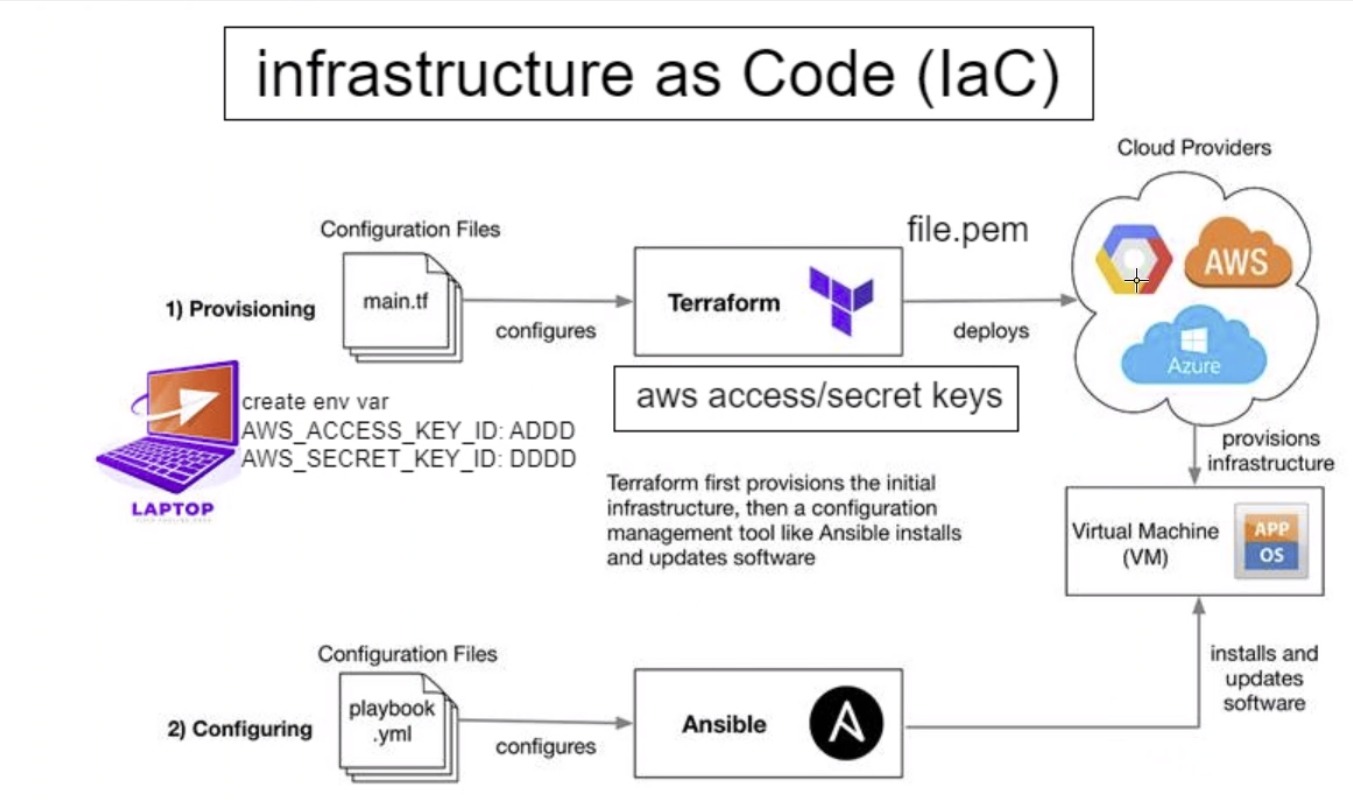 infrastructure as Code (IaC)
Cloud Providers
Configuration Files
file.pem
AWS
1) Provisioning
main.tf
configures
Terraform
deploys
Azure
aws access/secret keys
create env var
AWS_ACCESS_KEY_ID: ADDD
AWS_SECRET_KEY_ID: DDDD
LAPTOP
provisions
infrastructure
Terraform first provisions the initial
infrastructure, then a configuration
management tool like Ansible installs
and updates software
Virtual Machine
(VM)
APP
OS
Configuration Files
2) Configuring
playbook
.yml
configures
Ansible
installs and
updates
software